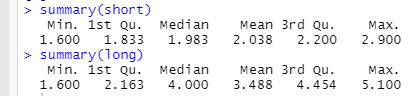 > summary(short)
Min. 1st Qu. Median Mean 3rd Qu. Max.
1.600 1.833 1.983 2.038 2.200 2.900
> summary(long)
Min. 1st Qu. Median Mean 3rd Qu. Max.
1.600 2.163 4.000 3.488 4.454 5.100